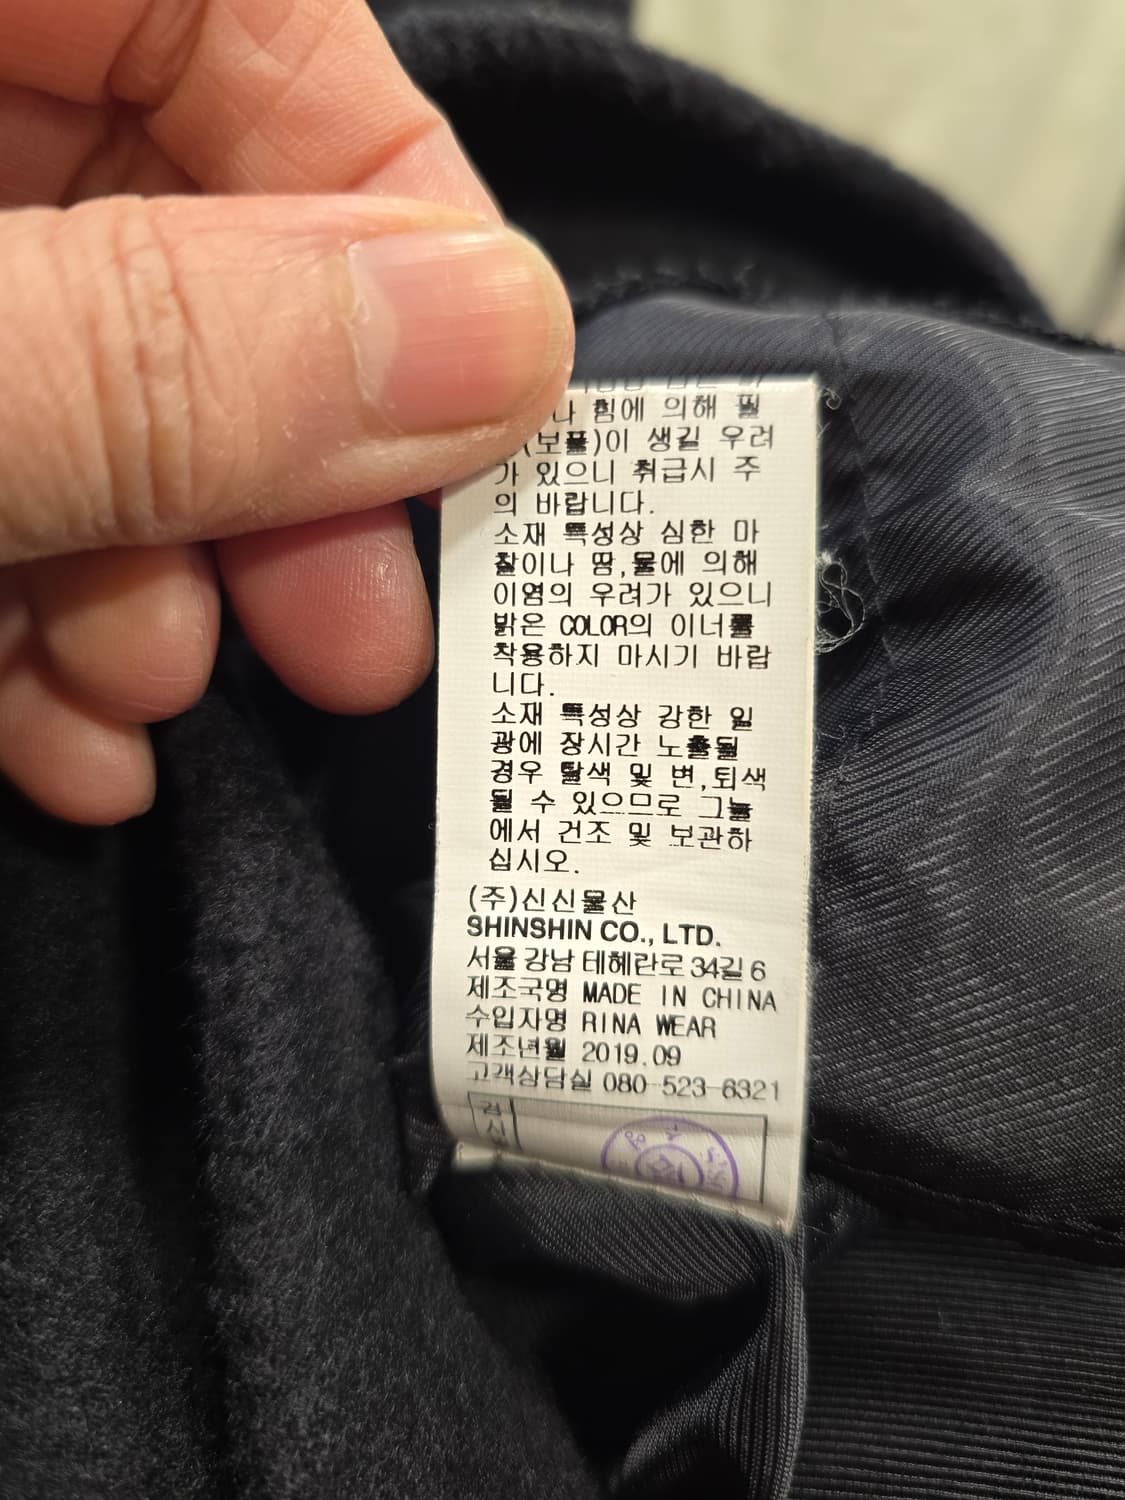 나 힘에 의해 필
(보풀)이 생길 우려
가 있으니 취급시 주
의 바랍니다.
소재 특성상 심한 마
찰이나 땀,물에 의해
이염의 우려가 있으니
밝은 COLOR의 이너를
착용하지 마시기 바랍
니다.
소재 특성상 강한 일
광에 장시간 노출될
경우 탈색 및 변,퇴색
될 수 있으므로 그늘
에서 건조 및 보관하
십시오.
(주)신신물산
SHINSHIN CO., LTD.
서울 강남 테헤란로 34길 6
제조국명 MADE IN CHINA
수입자명 RINA WEAR
제조년월 2019.09
고객상담실 080-523-6321